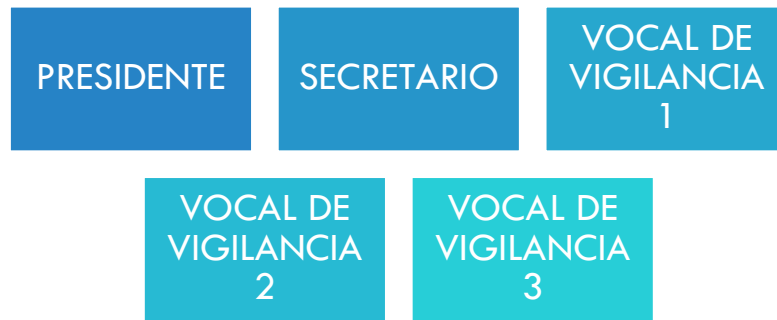 PRESIDENTE
SECRETARIO
VOCAL DE
VIGILANCIA
1
VOCAL DE
VIGILANCIA
2
VOCAL DE
VIGILANCIA
3